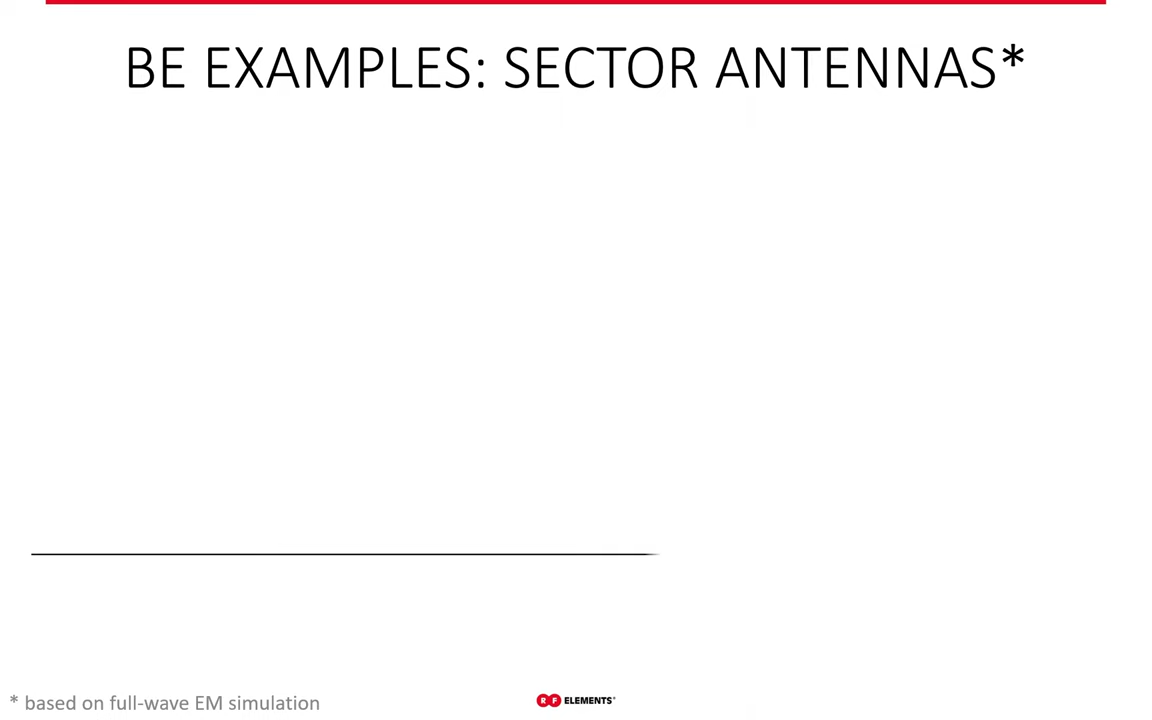 BE EXAMPLES: SECTOR ANTENNAS*
* based on full-wave EM simulation
RF ELEMENTS®